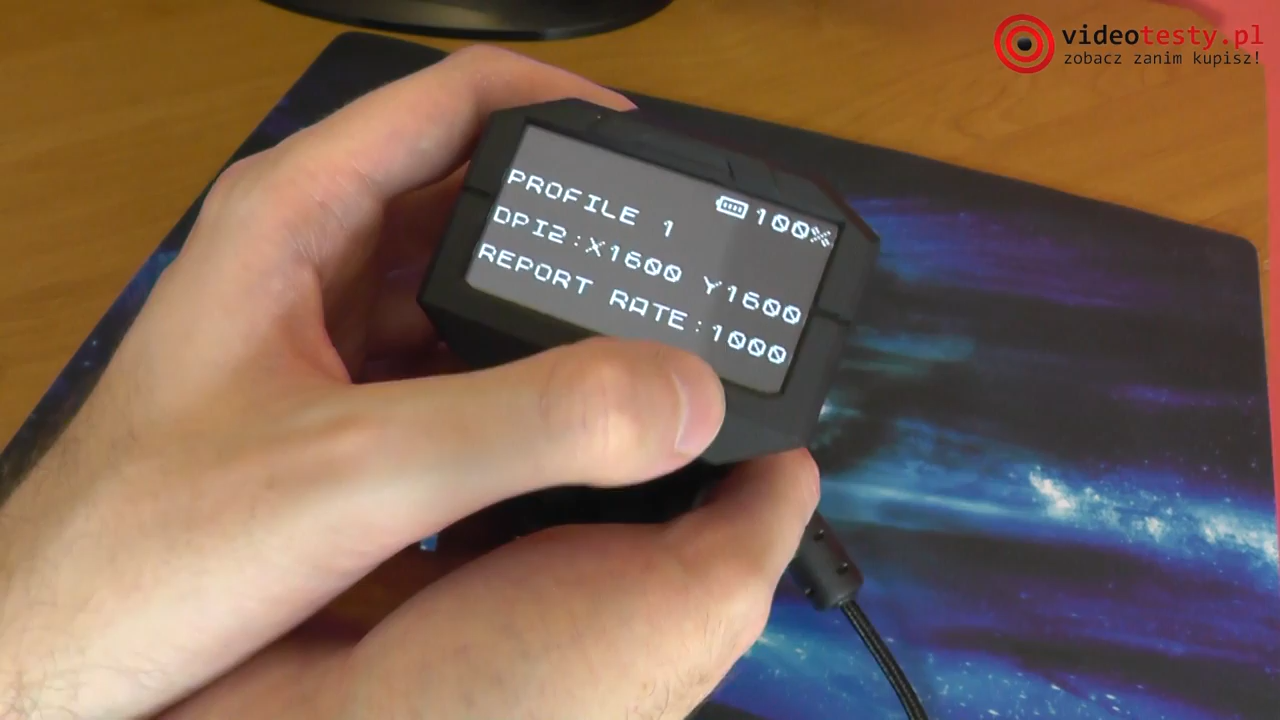 videotesty.pl
zobacz zanim kupisz!
100%
PROFILE 1
DPI2:X1600 Y1600
REPORT RATE:1000